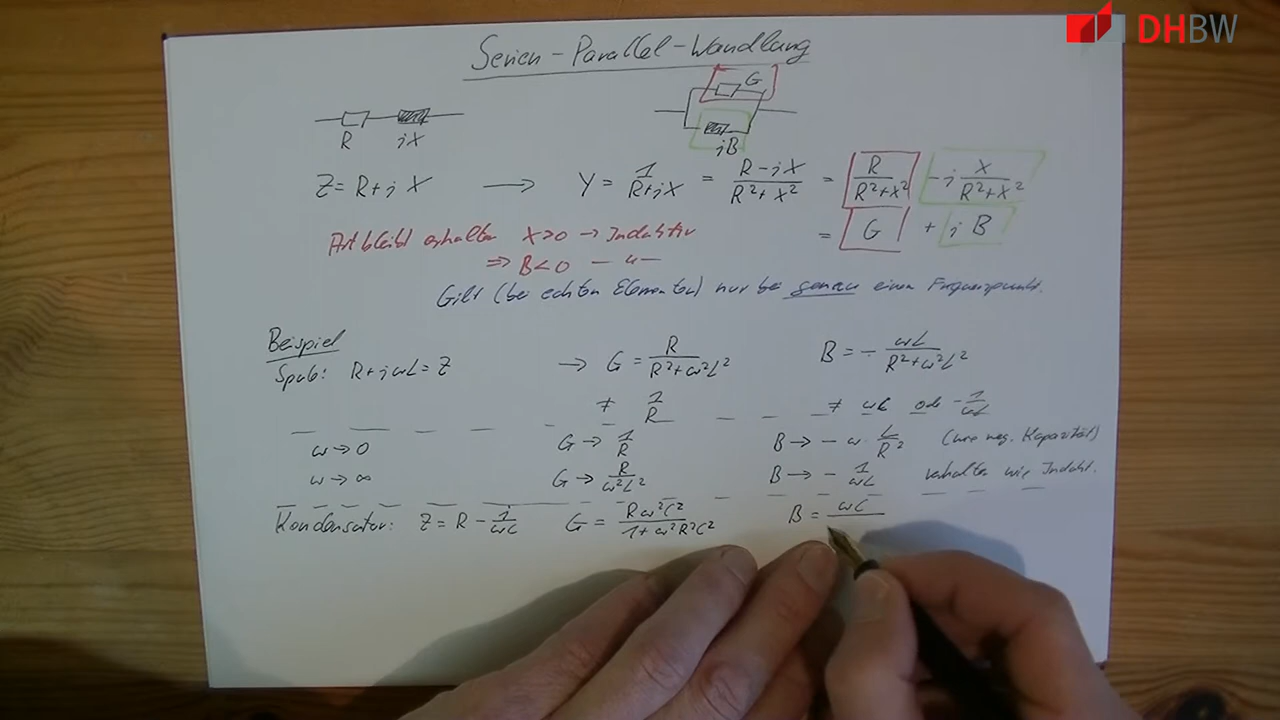 DHBW
Serien-Parallel-Wandlung
R jX
G
jB
Z = R + j X → Y = 1/(R+jX) = (R-jX)/(R²+X²) = R/(R²+X²) - j X/(R²+X²)
= G + j B
Art bleibt erhalten X>0 → Induktiv
⇒ B<0 — " —
Gilt (bei echten Elementen) nur bei genau einem Frequenzpunkt.
Beispiel
Spule: R+jωL = Z → G = R/(R²+ω²L²) B = - ωL/(R²+ω²L²)
≠ 1/R ≠ ωC oder -1/ωL
ω→0 G → 1/R B → - ω L/R² (wie neg. Kapazität)
ω→∞ G → R/(ω²L²) B → - 1/ωL verhalten wie Indukt.
Kondensator: Z = R - 1/ωC G = Rω²C²/(1+ω²R²C²) B = ωC